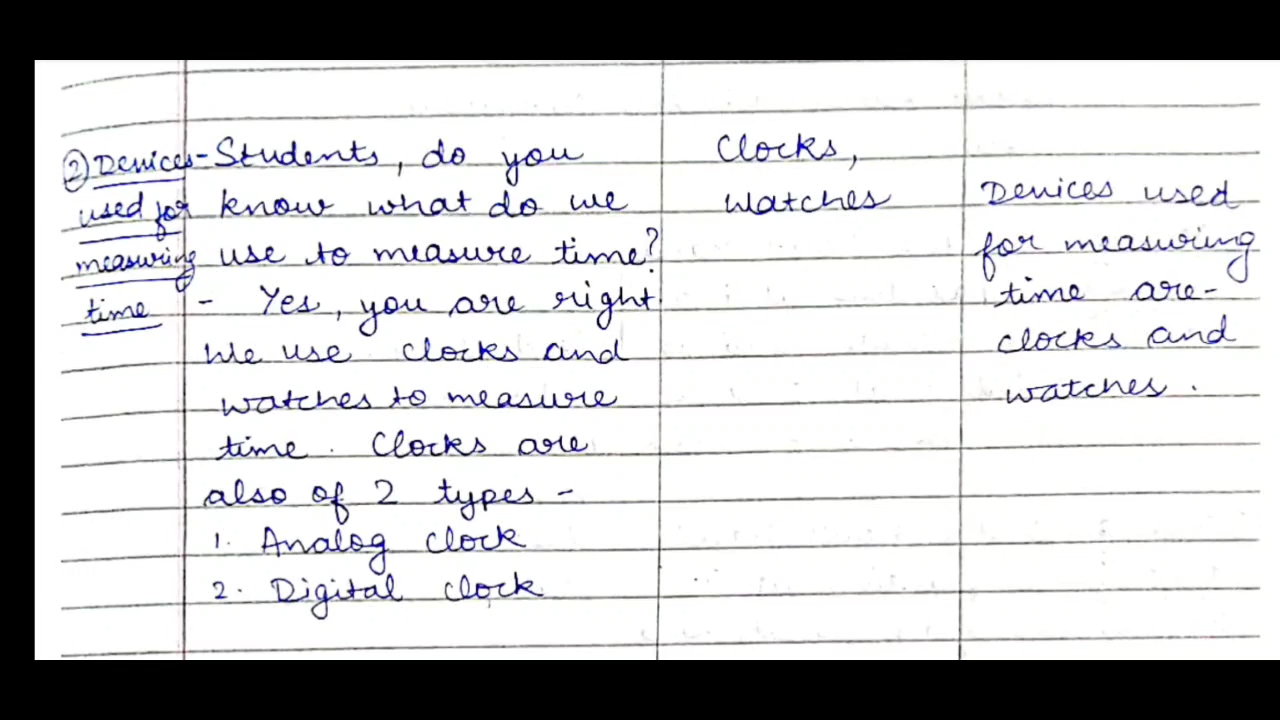 ② Devices
used for
measuring
time
- Students, do you
know what do we
use to measure time?
- Yes, you are right
We use clocks and
watches to measure
time. Clocks are
also of 2 types -
1. Analog clock
2. Digital clock
Clocks,
Watches
Devices used
for measuring
time are-
clocks and
watches.